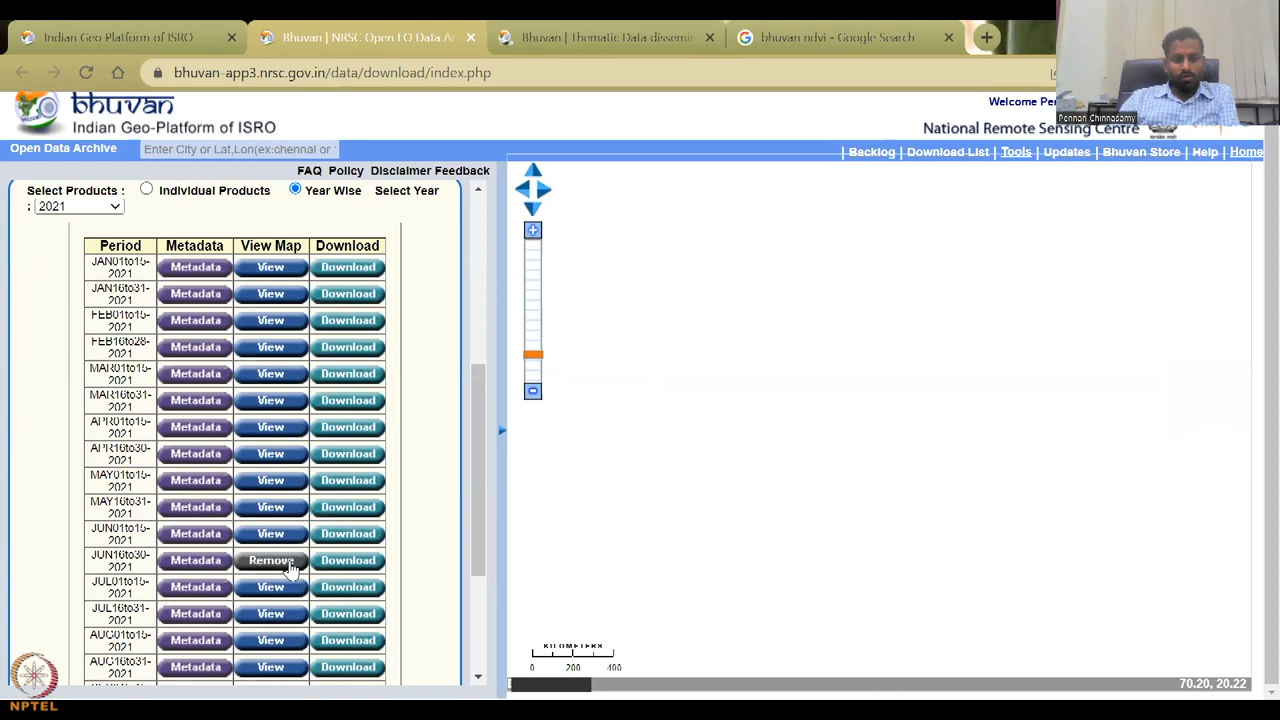 Indian Geo Platform of ISRO
Bhuvan | NRSC Open EO Data Ar
Bhuvan | Thematic Data dissemin
bhuvan ndvi - Google Search
bhuvan-app3.nrsc.gov.in/data/download/index.php
bhuvan
Indian Geo-Platform of ISRO
Welcome Pen
National Remote Sensing Centre
Pennan Chinnasamy
Open Data Archive
Enter City or Lat,Lon(ex:chennai or
| Backlog | Download List | Tools | Updates | Bhuvan Store | Help | Home
FAQ Policy Disclaimer Feedback
Select Products : Individual Products Year Wise Select Year
: 2021
Period Metadata View Map Download
JAN01to15-2021 Metadata View Download
JAN16to31-2021 Metadata View Download
FEB01to15-2021 Metadata View Download
FEB16to28-2021 Metadata View Download
MAR01to15-2021 Metadata View Download
MAR16to31-2021 Metadata View Download
APR01to15-2021 Metadata View Download
APR16to30-2021 Metadata View Download
MAY01to15-2021 Metadata View Download
MAY16to31-2021 Metadata View Download
JUN01to15-2021 Metadata View Download
JUN16to30-2021 Metadata Remove Download
JUL01to15-2021 Metadata View Download
JUL16to31-2021 Metadata View Download
AUG01to15-2021 Metadata View Download
AUG16to31-2021 Metadata View Download
KILOMETERS
0 200 400
70.20, 20.22
NPTEL